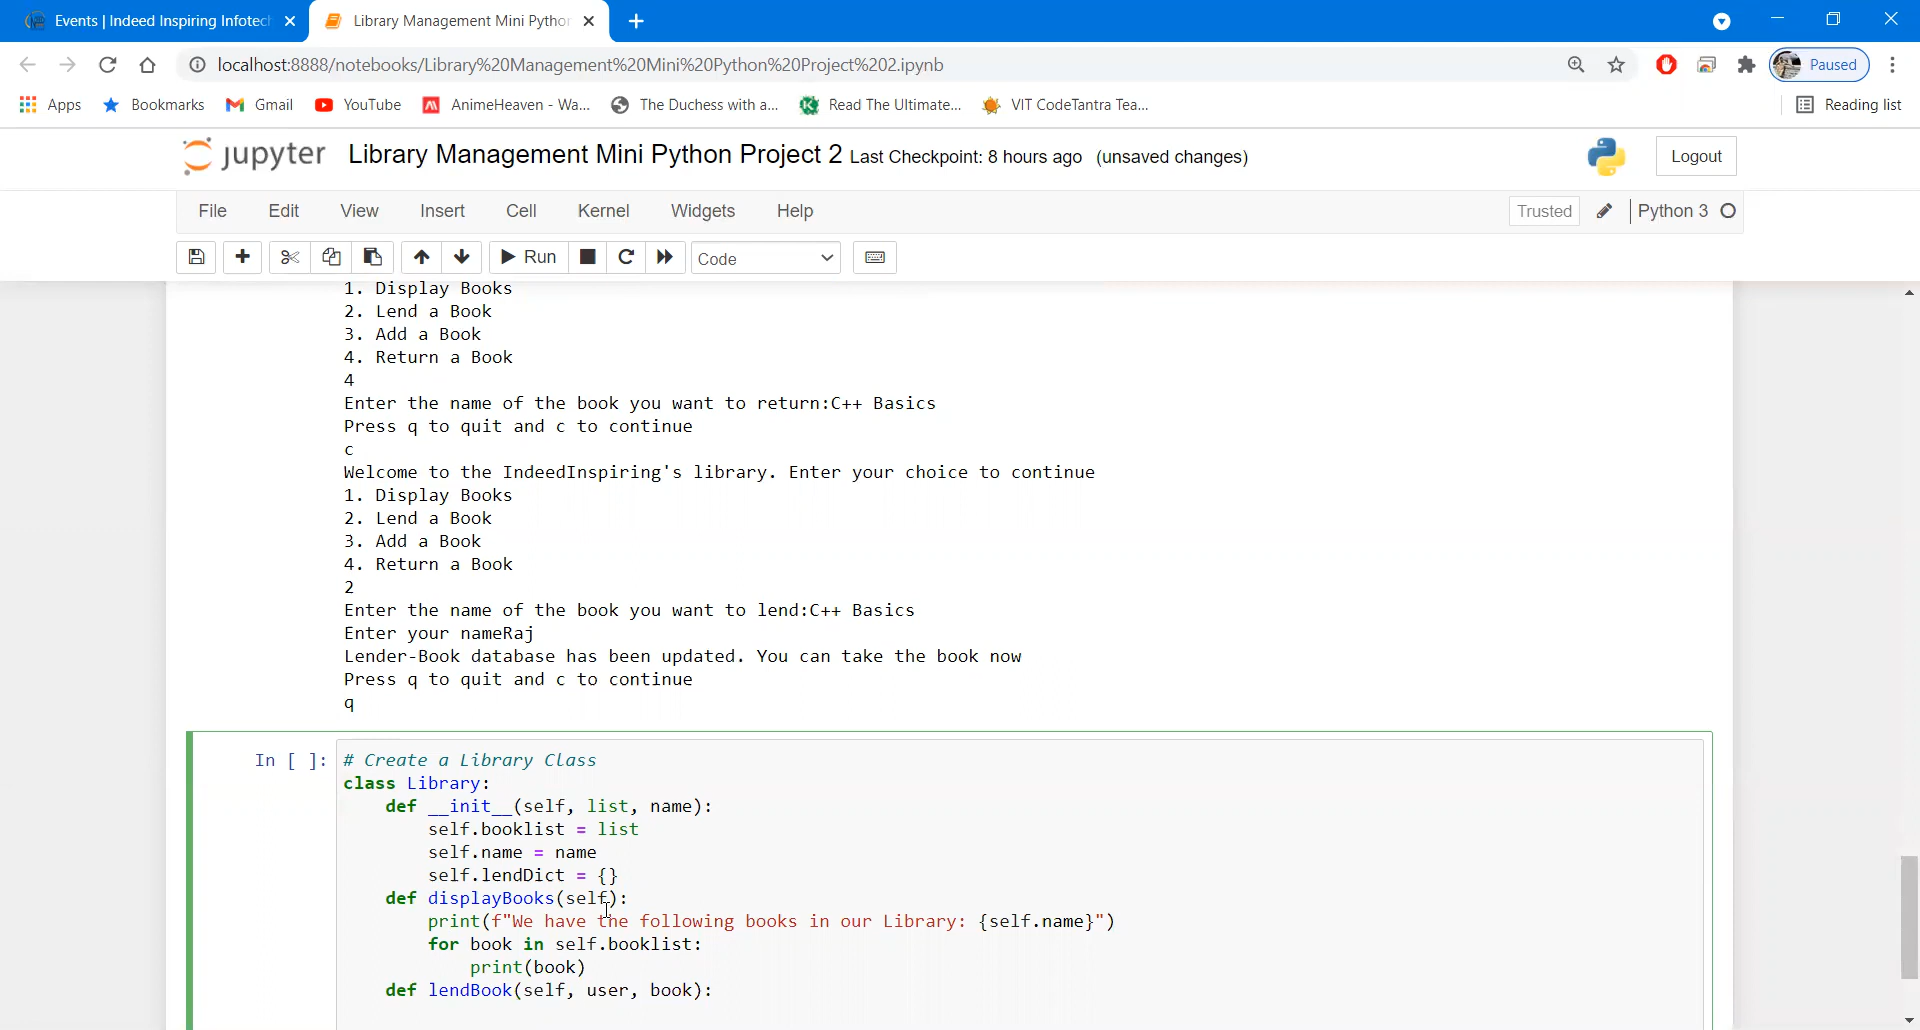 Events | Indeed Inspiring Infotech
Library Management Mini Python
localhost:8888/notebooks/Library%20Management%20Mini%20Python%20Project%202.ipynb
Paused
Apps
Bookmarks
Gmail
YouTube
AnimeHeaven - Wa...
The Duchess with a...
Read The Ultimate...
VIT CodeTantra Tea...
Reading list
jupyter
Library Management Mini Python Project 2
Last Checkpoint: 8 hours ago (unsaved changes)
Logout
File Edit View Insert Cell Kernel Widgets Help
Trusted
Python 3
Run
Code
1. Display Books
2. Lend a Book
3. Add a Book
4. Return a Book
4
Enter the name of the book you want to return:C++ Basics
Press q to quit and c to continue
c
Welcome to the IndeedInspiring's library. Enter your choice to continue
1. Display Books
2. Lend a Book
3. Add a Book
4. Return a Book
2
Enter the name of the book you want to lend:C++ Basics
Enter your nameRaj
Lender-Book database has been updated. You can take the book now
Press q to quit and c to continue
q
In [ ]:
# Create a Library Class
class Library:
    def __init__(self, list, name):
        self.booklist = list
        self.name = name
        self.lendDict = {}
    def displayBooks(self):
        print(f"We have the following books in our Library: {self.name}")
        for book in self.booklist:
            print(book)
    def lendBook(self, user, book):